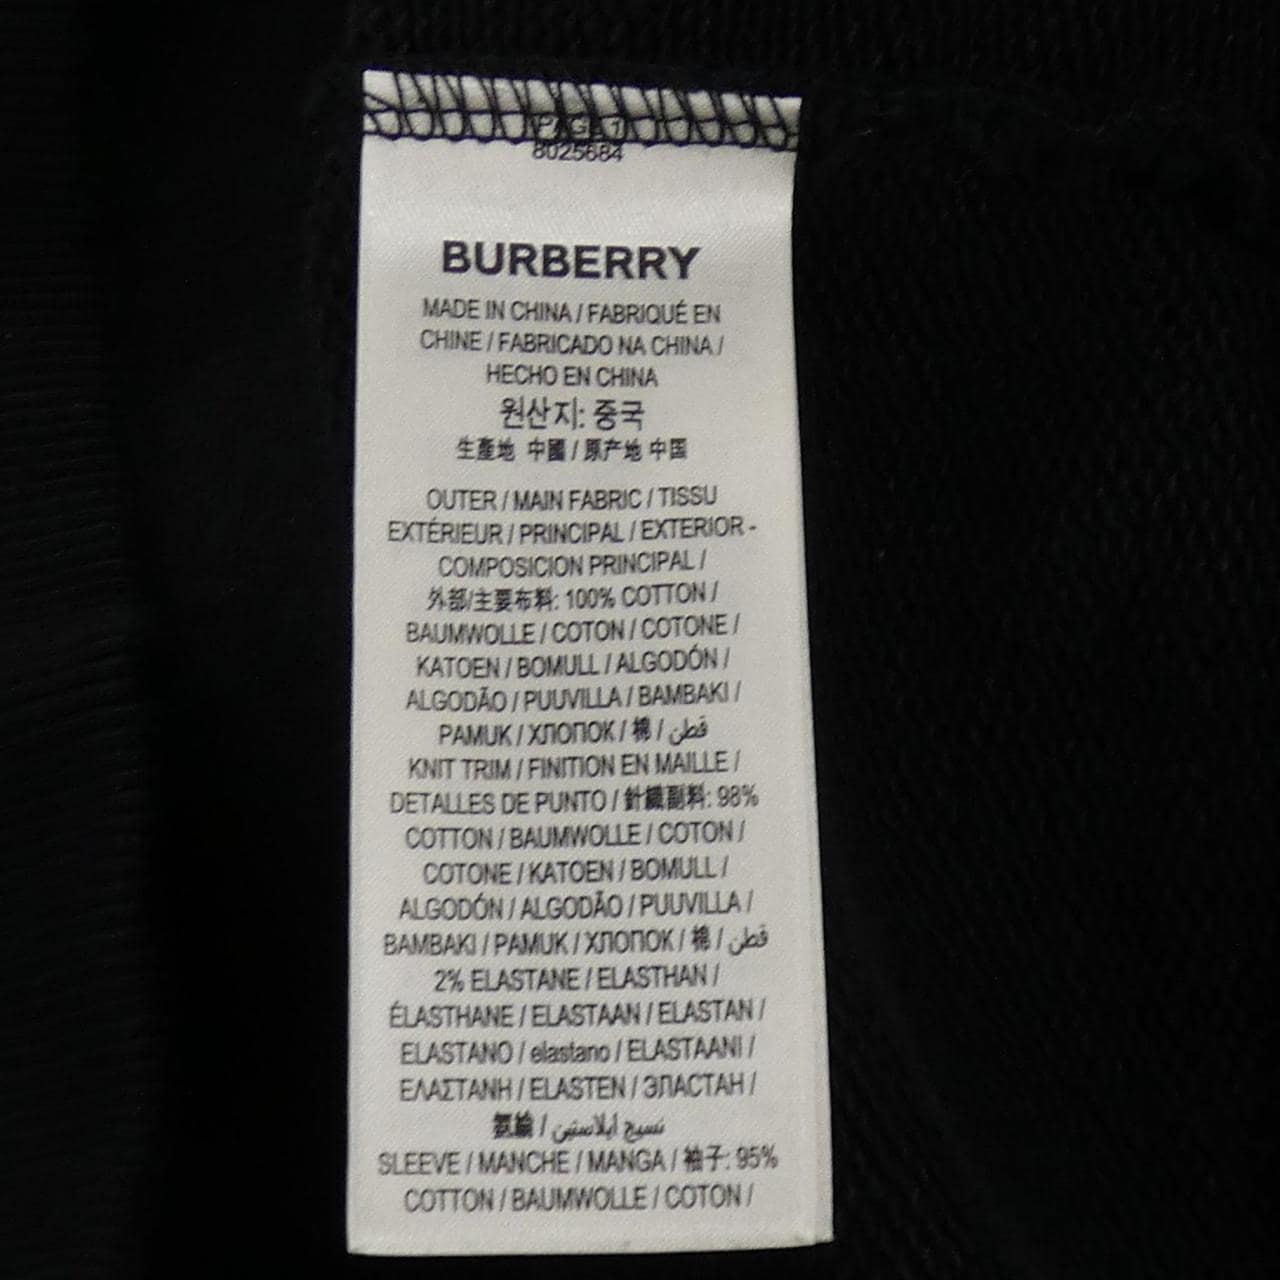 PAGE 1
8025684
BURBERRY
MADE IN CHINA / FABRIQUÉ EN
CHINE / FABRICADO NA CHINA /
HECHO EN CHINA
원산지: 중국
生產地 中國 / 原产地 中国
OUTER / MAIN FABRIC / TISSU
EXTÉRIEUR / PRINCIPAL / EXTERIOR -
COMPOSICION PRINCIPAL /
外部/主要布料: 100% COTTON /
BAUMWOLLE / COTON / COTONE /
KATOEN / BOMULL / ALGODÓN /
ALGODÃO / PUUVILLA / BAMBAKI /
PAMUK / ХЛОПОК / 棉 / قطن
KNIT TRIM / FINITION EN MAILLE /
DETALLES DE PUNTO / 針織副料: 98%
COTTON / BAUMWOLLE / COTON /
COTONE / KATOEN / BOMULL /
ALGODÓN / ALGODÃO / PUUVILLA /
BAMBAKI / PAMUK / ХЛОПОК / 棉 / قطن
2% ELASTANE / ELASTHAN /
ÉLASTHANE / ELASTAAN / ELASTAN /
ELASTANO / elastano / ELASTAANI /
ΕΛΑΣΤΑΝΗ / ELASTEN / ЭЛАСТАН /
氨綸 / نسيج ايلاستين
SLEEVE / MANCHE / MANGA / 袖子: 95%
COTTON / BAUMWOLLE / COTON /